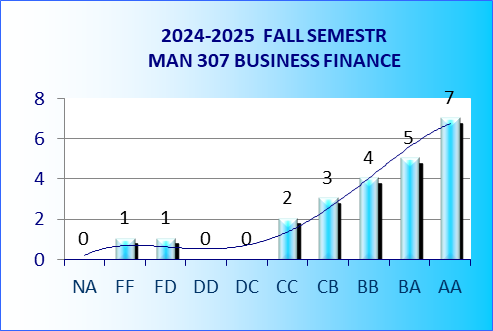 2024-2025 FALL SEMESTR
MAN 307 BUSINESS FINANCE
8
6
4
2
0
0 1 1 0 0 2 3 4 5 7
NA FF FD DD DC CC CB BB BA AA